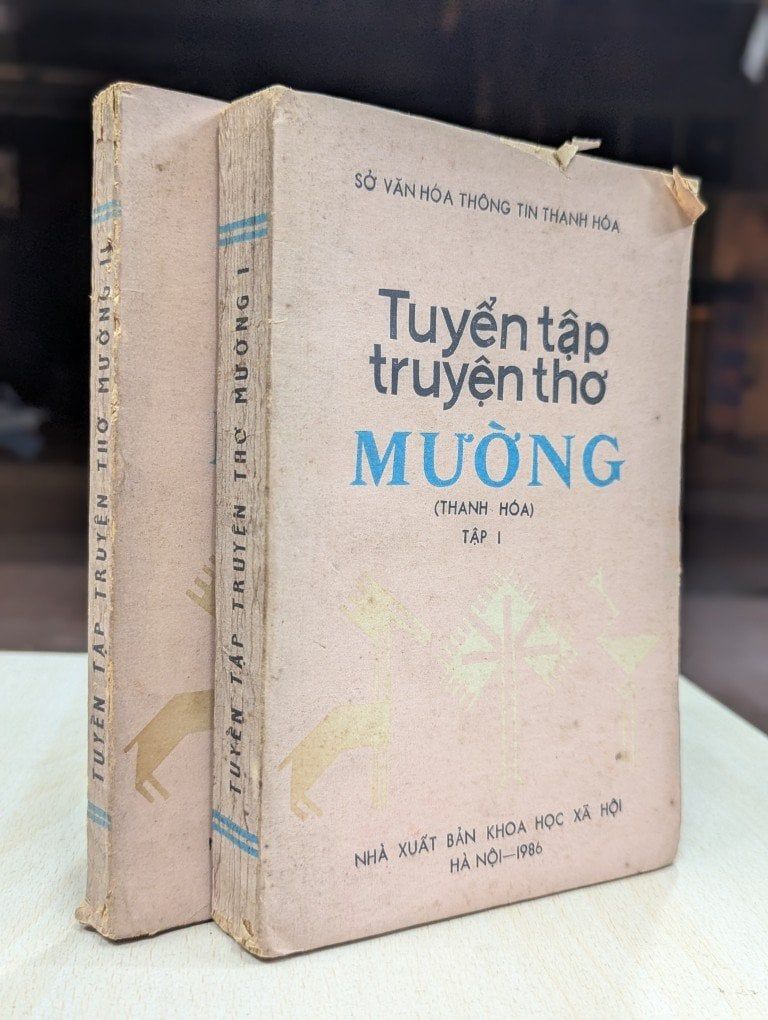 TUYỂN TẬP TRUYỆN THƠ MƯỜNG II
TUYỂN TẬP TRUYỆN THƠ MƯỜNG I
SỞ VĂN HÓA THÔNG TIN THANH HÓA
Tuyển tập
truyện thơ
MƯỜNG
(THANH HÓA)
TẬP I
NHÀ XUẤT BẢN KHOA HỌC XÃ HỘI
HÀ NỘI—1986